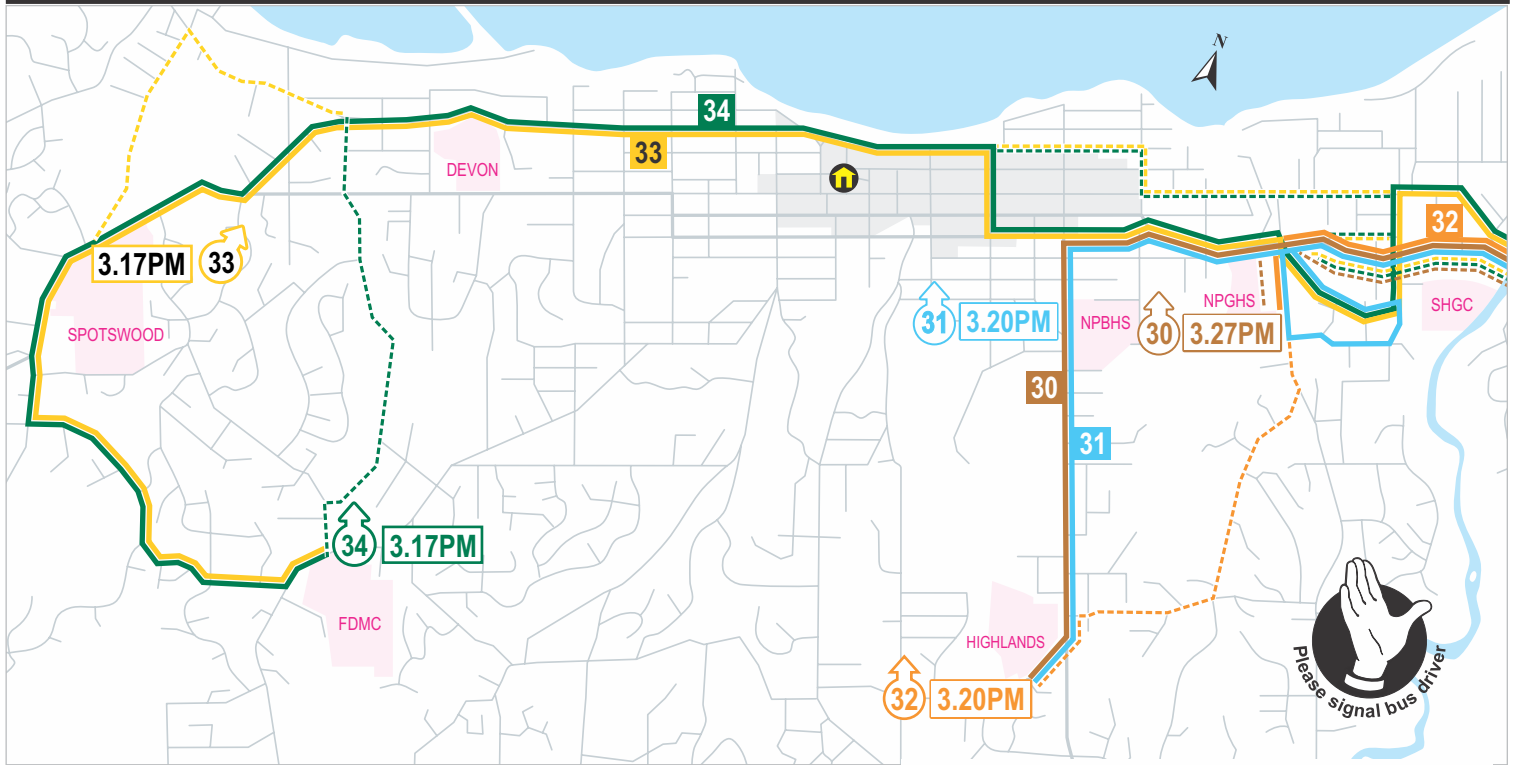 N
34
33
DEVON
32
3.17PM
33
SPOTSWOOD
31
3.20PM
NPBHS
NPGHS
30
3.27PM
SHGC
30
31
34
3.17PM
FDMC
HIGHLANDS
32
3.20PM
Please signal bus driver